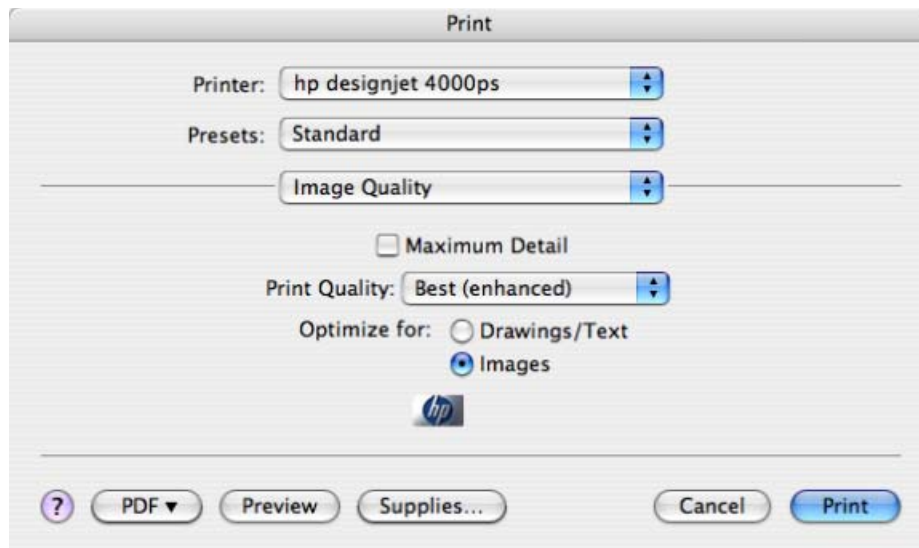 Print
Printer: hp designjet 4000ps
Presets: Standard
Image Quality
Maximum Detail
Print Quality: Best (enhanced)
Optimize for: Drawings/Text
Images
hp
? PDF ▼ Preview Supplies... Cancel Print